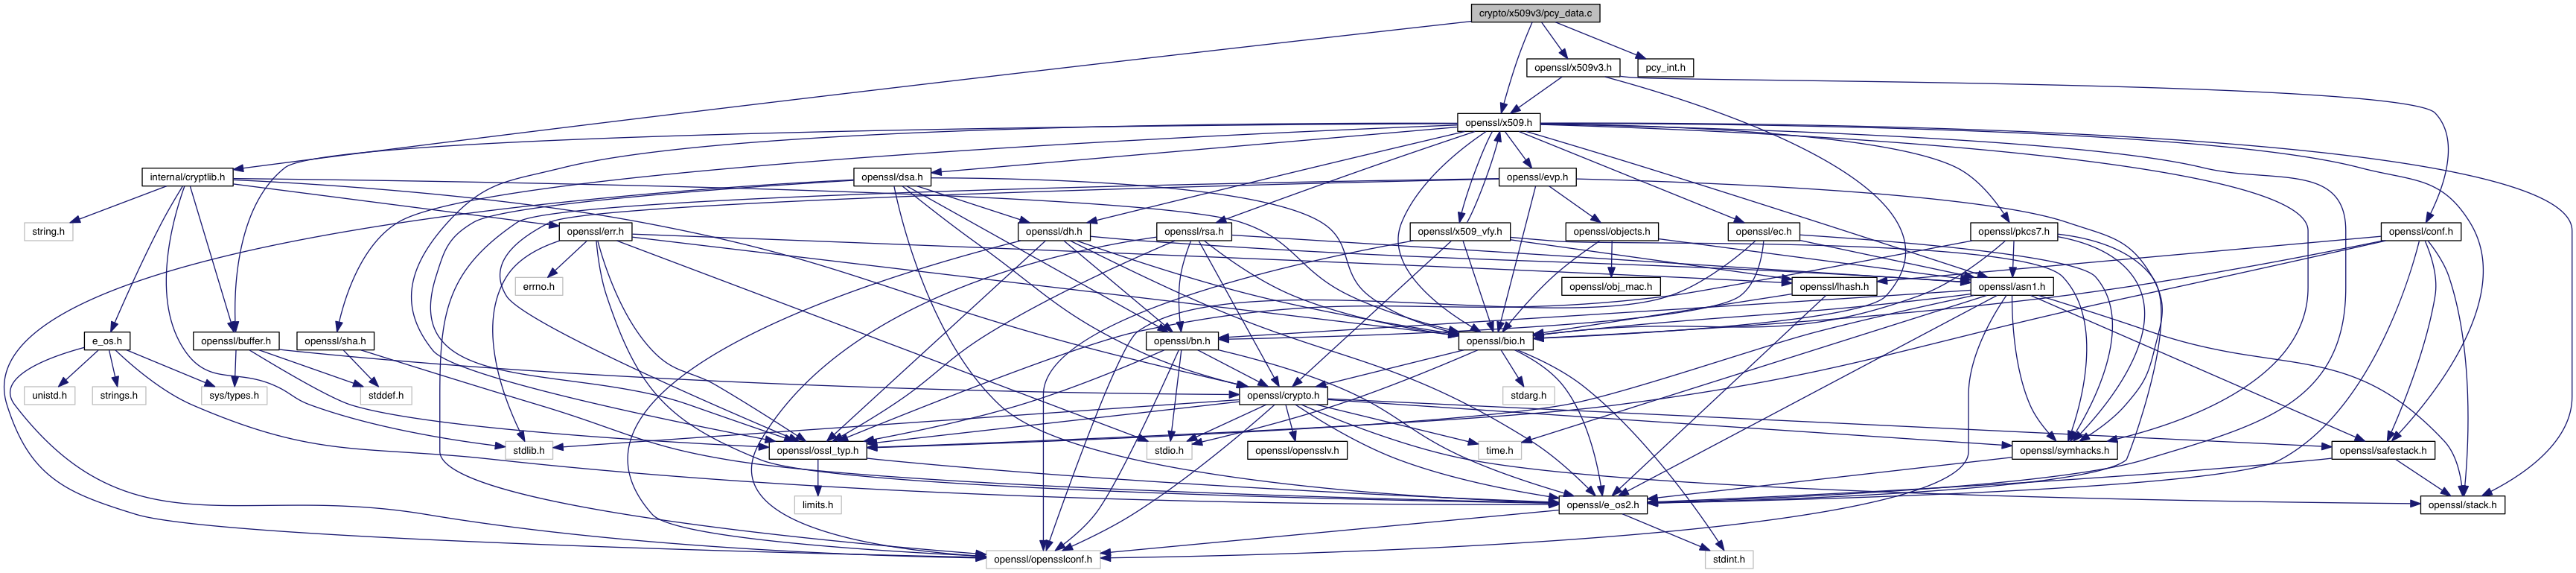 crypto/x509v3/pcy_data.c
openssl/x509v3.h
pcy_int.h
openssl/x509.h
internal/cryptlib.h
openssl/dsa.h
openssl/evp.h
string.h
openssl/err.h
openssl/dh.h
openssl/rsa.h
openssl/x509_vfy.h
openssl/objects.h
openssl/ec.h
openssl/pkcs7.h
openssl/conf.h
errno.h
openssl/obj_mac.h
openssl/lhash.h
openssl/asn1.h
e_os.h
openssl/buffer.h
openssl/sha.h
openssl/bn.h
openssl/bio.h
unistd.h
strings.h
sys/types.h
stddef.h
openssl/crypto.h
stdarg.h
stdlib.h
openssl/ossl_typ.h
stdio.h
openssl/opensslv.h
time.h
openssl/symhacks.h
openssl/safestack.h
limits.h
openssl/e_os2.h
openssl/stack.h
openssl/opensslconf.h
stdint.h